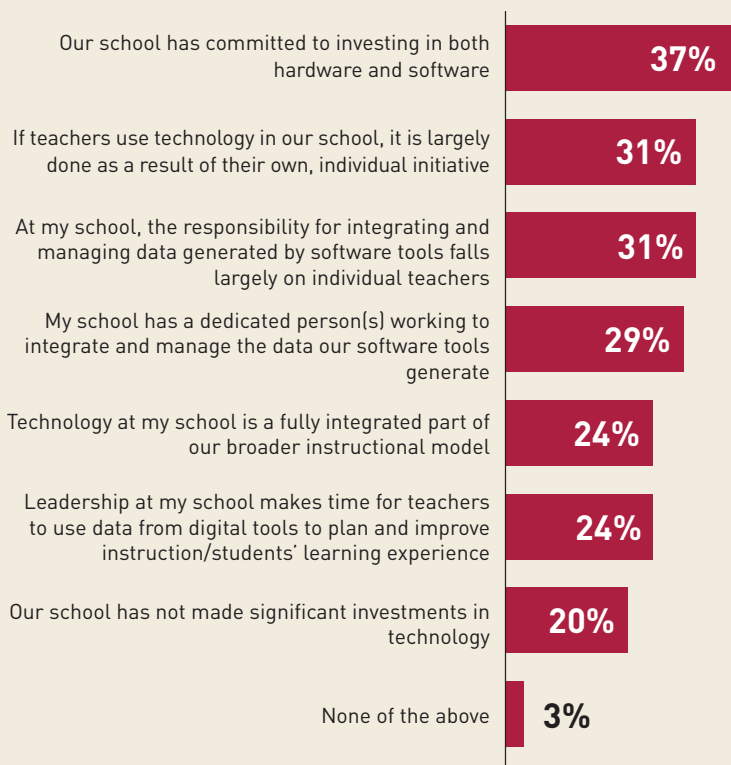 Our school has committed to investing in both
hardware and software
37%
If teachers use technology in our school, it is largely
done as a result of their own, individual initiative
31%
At my school, the responsibility for integrating and
managing data generated by software tools falls
largely on individual teachers
31%
My school has a dedicated person(s) working to
integrate and manage the data our software tools
generate
29%
Technology at my school is a fully integrated part of
our broader instructional model
24%
Leadership at my school makes time for teachers
to use data from digital tools to plan and improve
instruction/students’ learning experience
24%
Our school has not made significant investments in
technology
20%
None of the above
3%